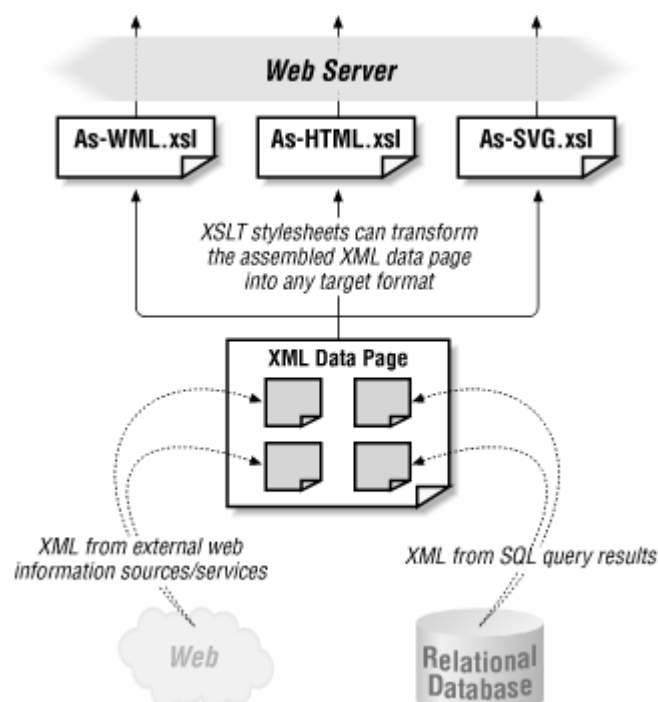 Web Server
As-WML.xsl
As-HTML.xsl
As-SVG.xsl
XSLT stylesheets can transform
the assembled XML data page
into any target format
XML Data Page
XML from external web
information sources/services
XML from SQL query results
Web
Relational
Database